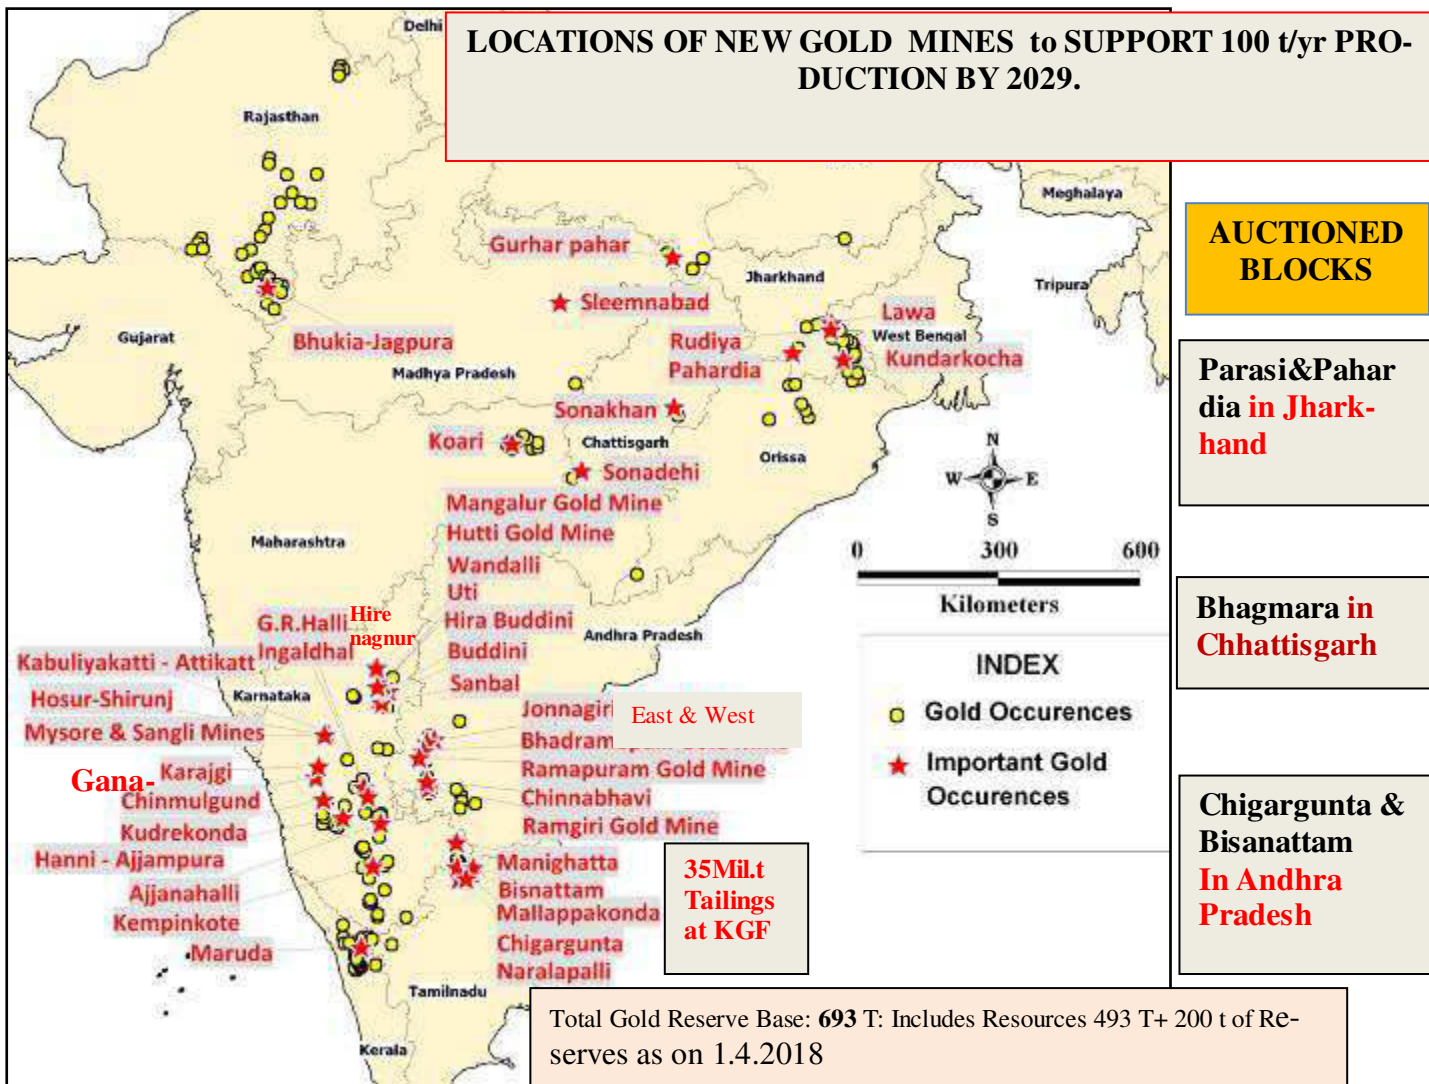 LOCATIONS OF NEW GOLD MINES to SUPPORT 100 t/yr PRO-
DUCTION BY 2029.
Delhi
Rajasthan
Meghalaya
AUCTIONED
BLOCKS
Gurhar pahar
Jharkhand
Tripura
Sleemnabad
Lawa
Gujarat
Bhukia-Jagpura
Rudiya
West Bengal
Pahardia
Kundarkocha
Madhya Pradesh
Parasi&Pahar
dia in Jhark-
hand
Sonakhan
Koari
Chattisgarh
Orissa
Sonadehi
N
W
E
S
Mangalur Gold Mine
Hutti Gold Mine
Maharashtra
Wandalli
Uti
0 300 600
Kilometers
G.R.Halli
Ingaldhal
Hire
nagnur
Hira Buddini
Buddini
Sanbal
Andhra Pradesh
Bhagmara in
Chhattisgarh
Kabuliyakatti - Attikatt
Karnataka
Hosur-Shirunj
Mysore & Sangli Mines
Jonnagiri
East & West
INDEX
Gold Occurences
Important Gold
Occurences
Gana-
Karajgi
Ramapuram Gold Mine
Chinmulgund
Chinnabhavi
Kudrekonda
Ramgiri Gold Mine
Hanni - Ajjampura
Ajjanahalli
Kempinkote
Maruda
Manighatta
Bisnattam
Mallappakonda
Chigargunta
Naralapalli
35Mil.t
Tailings
at KGF
Chigargunta &
Bisanattam
In Andhra
Pradesh
Tamilnadu
Kerala
Total Gold Reserve Base: 693 T: Includes Resources 493 T+ 200 t of Re-
serves as on 1.4.2018